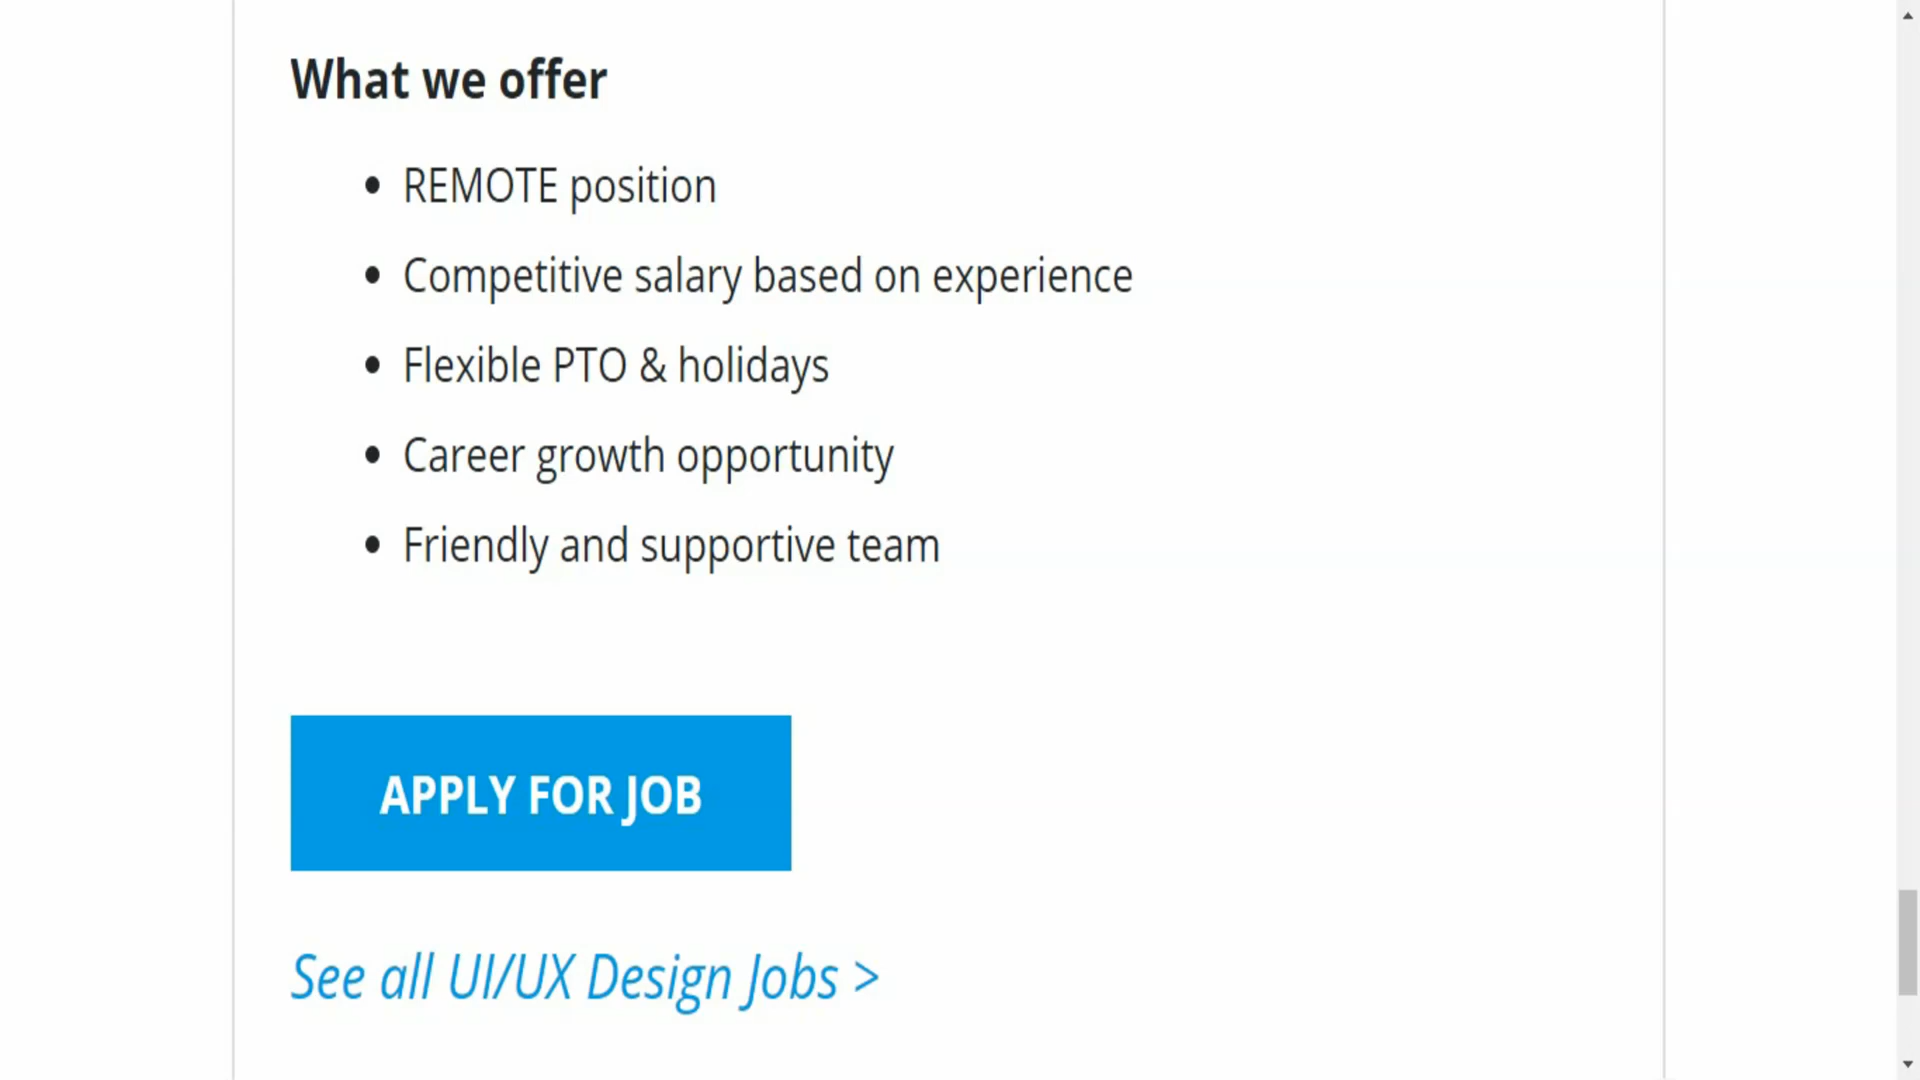 What we offer
• REMOTE position
• Competitive salary based on experience
• Flexible PTO & holidays
• Career growth opportunity
• Friendly and supportive team
APPLY FOR JOB
See all UI/UX Design Jobs >